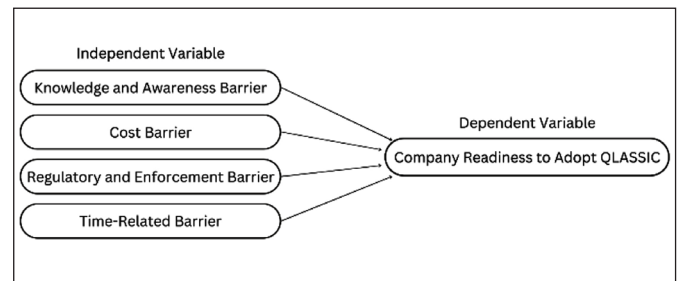 Independent Variable
Knowledge and Awareness Barrier
Cost Barrier
Regulatory and Enforcement Barrier
Time-Related Barrier
Dependent Variable
Company Readiness to Adopt QLASSIC